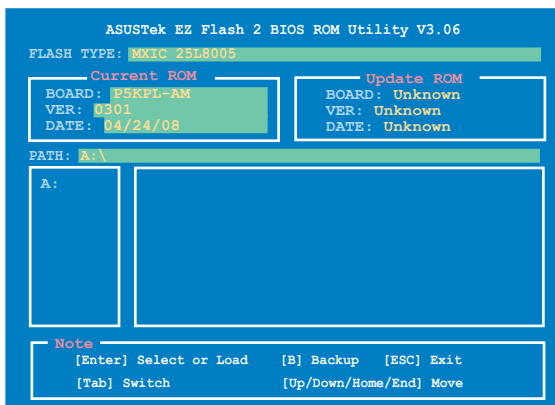 ASUSTek EZ Flash 2 BIOS ROM Utility V3.06
FLASH TYPE: MXIC 25L8005
Current ROM
BOARD: P5KPL-AM
VER: 0301
DATE: 04/24/08
Update ROM
BOARD: Unknown
VER: Unknown
DATE: Unknown
PATH: A:\
A:
Note
[Enter] Select or Load [B] Backup [ESC] Exit
[Tab] Switch [Up/Down/Home/End] Move